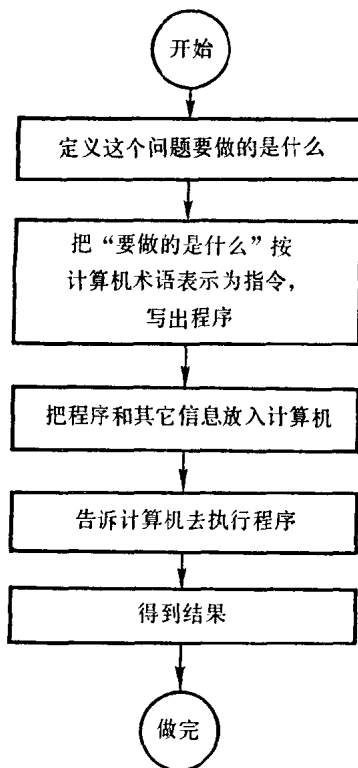 开始
定义这个问题要做的是什么
把“要做的是什么”按
计算机术语表示为指令，
写出程序
把程序和其它信息放入计算机
告诉计算机去执行程序
得到结果
做完